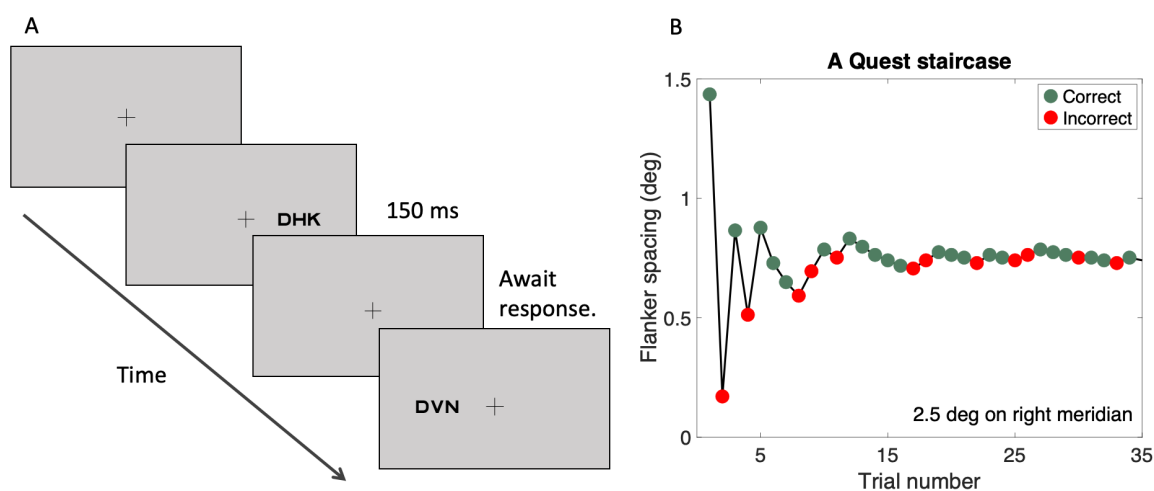 A
DHK
150 ms
Await
response.
Time
DVN
B
A Quest staircase
1.5
1
0.5
0
Flanker spacing (deg)
Correct
Incorrect
2.5 deg on right meridian
5
15
25
35
Trial number